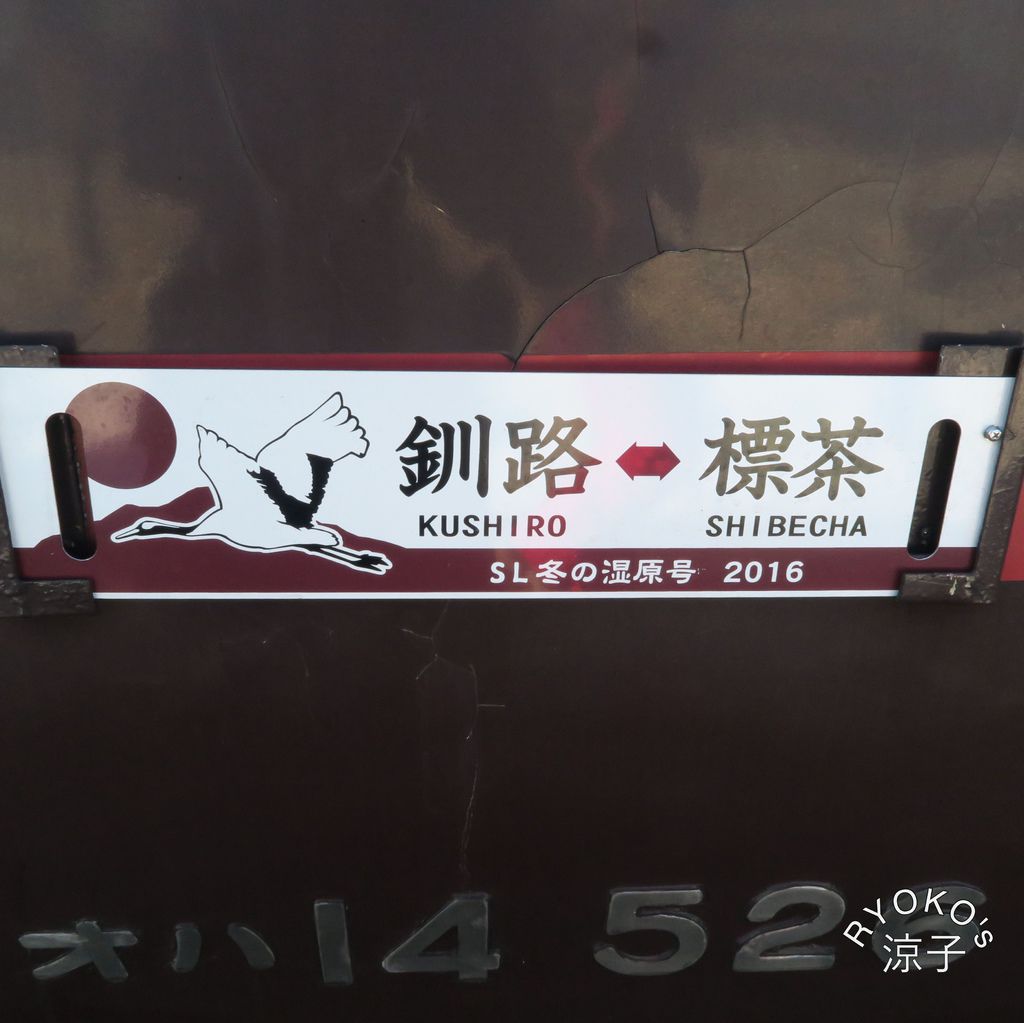 釧路↔標茶
KUSHIRO SHIBECHA
SL冬の湿原号 2016
オハ14 526
RYOKO's
涼子